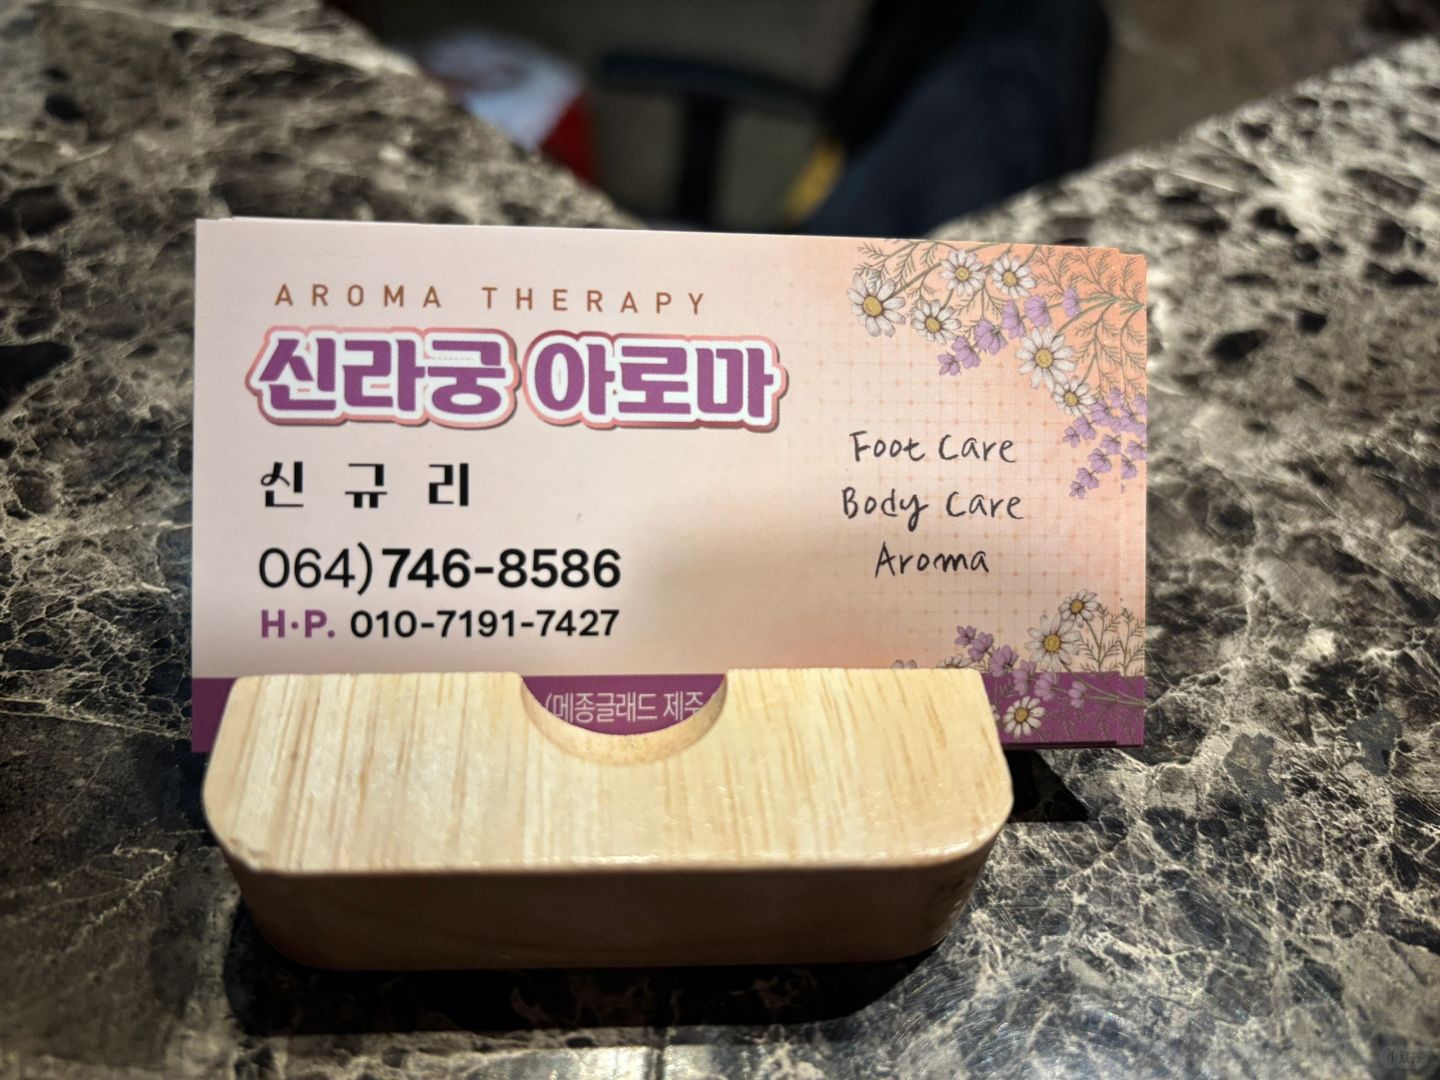 AROMA THERAPY
신라궁 아로마
신규리
064)746-8586
H·P. 010-7191-7427
Foot Care
Body Care
Aroma
(메종글래드 제주